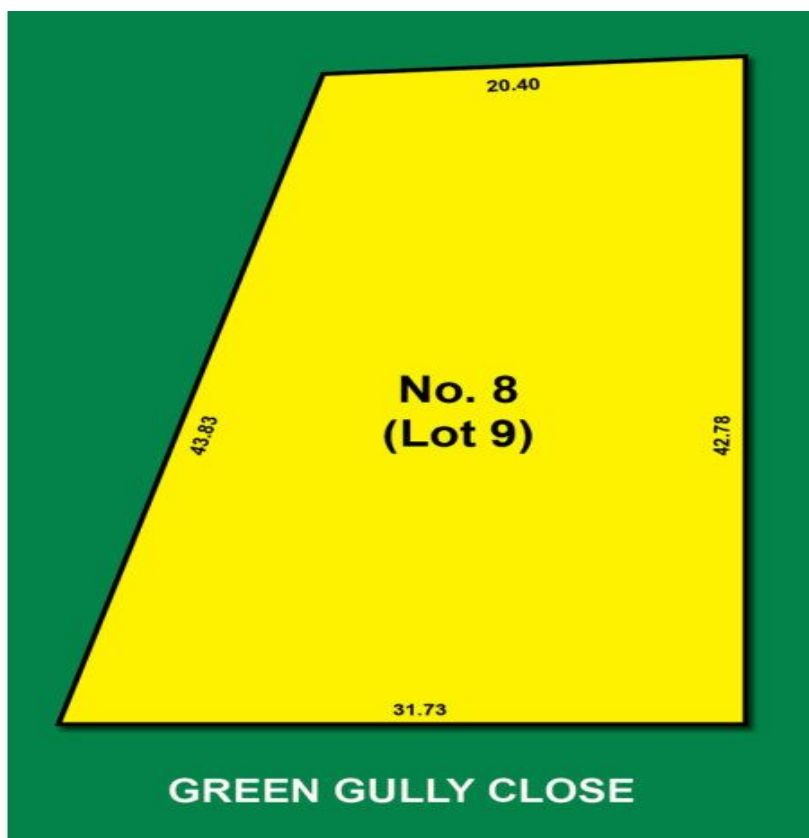 20.40
No. 8
(Lot 9)
43.83
42.78
31.73
GREEN GULLY CLOSE